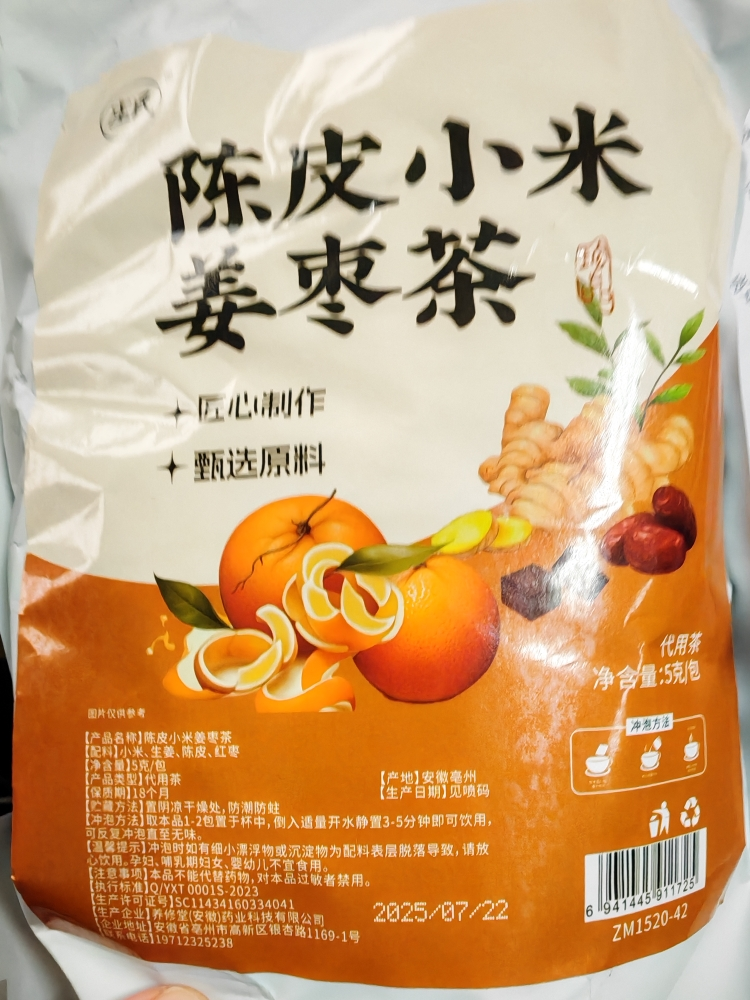 陈皮小米
姜枣茶
匠心制作
甄选原料
代用茶
净含量:5克/包
图片仅供参考
冲泡方法
【产品名称】陈皮小米姜枣茶
【配料】小米、生姜、陈皮、红枣
【净含量】5克/包
【产品类型】代用茶
【产地】安徽亳州
【保质期】18个月
【生产日期】见喷码
【贮藏方法】置阴凉干燥处,防潮防蛀
【冲泡方法】取本品1-2包置于杯中,倒入适量开水静置3-5分钟即可饮用,
可反复冲泡直至无味。
【温馨提示】冲泡时如有细小漂浮物或沉淀物为配料表层脱落导致,请放
心饮用。孕妇、哺乳期妇女、婴幼儿不宜食用。
【注意事项】本品不能代替药物,对本品过敏者禁用。
【执行标准】Q/YXT 0001S-2023
【生产许可证号】SC11434160334041
【生产企业】养修堂(安徽)药业科技有限公司
【企业地址】安徽省亳州市高新区银杏路1169-1号
【联系电话】19712325238
2025/07/22
6 941445 911725
ZM1520-42